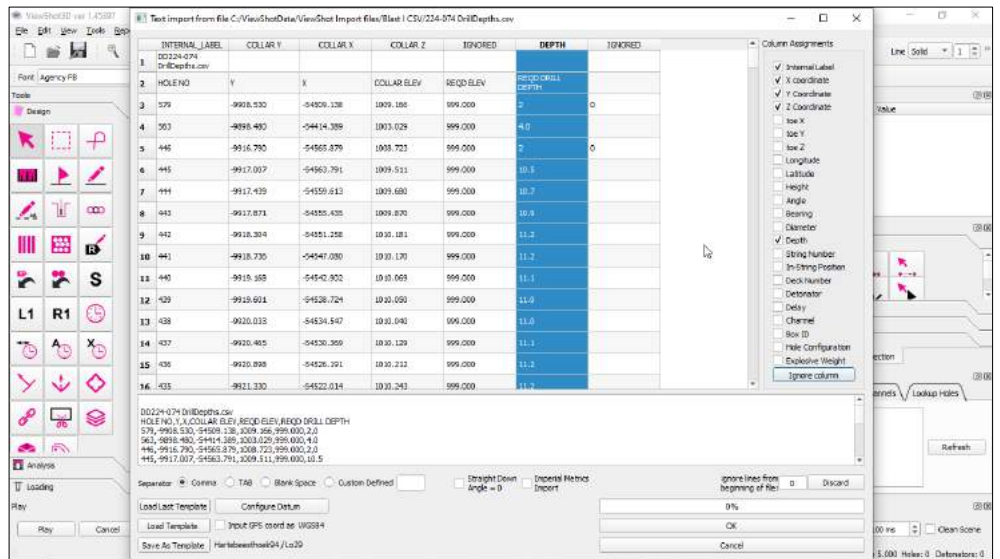 ViewShot3D mr 1.45697
File Edit View Tools
Font Agency FB
Tools
Design
B
S
L1 R1
Analysis
Loading
Play
Play Cancel
Text import from file C:/ViewShotData/ViewShot Import files/Blast I CSV/224-074 DrillDepths.csv
INTERNAL_LABEL COLLAR Y COLLAR X COLLAR Z IGNORED DEPTH IGNORED
1 DD224-074 DrillDepths.csv
2 HOLE NO Y X COLLAR ELEV REQD ELEV REQD DRILL DEPTH
3 579 -9908.530 -54509.138 1009.166 999.000 2 0
4 563 -9898.480 -54414.389 1003.029 999.000 4.0
5 446 -9916.790 -54565.879 1008.723 999.000 2 0
6 445 -9917.007 -54563.791 1009.511 999.000 10.5
7 444 -9917.439 -54559.613 1009.680 999.000 10.7
8 443 -9917.871 -54555.435 1009.870 999.000 10.9
9 442 -9918.304 -54551.258 1010.181 999.000 11.2
10 441 -9918.736 -54547.080 1010.170 999.000 11.2
11 440 -9919.168 -54542.902 1010.069 999.000 11.1
12 439 -9919.601 -54538.724 1010.050 999.000 11.0
13 438 -9920.033 -54534.547 1010.040 999.000 11.0
14 437 -9920.465 -54530.369 1010.129 999.000 11.1
15 436 -9920.898 -54526.191 1010.212 999.000 11.2
16 435 -9921.330 -54522.014 1010.243 999.000 11.2
Column Assignments
Internal Label
X coordinate
Y Coordinate
Z Coordinate
toe X
toe Y
toe Z
Longitude
Latitude
Height
Angle
Bearing
Diameter
Depth
String Number
In-String Position
Deck Number
Detonator
Delay
Channel
Box ID
Hole Configuration
Explosive Weight
Ignore column
DD224-074 DrillDepths.csv
HOLE NO,Y,X,COLLAR ELEV,REQD ELEV,REQD DRILL DEPTH
579,-9908.530,-54509.138,1009.166,999.000,2,0
563,-9898.480,-54414.389,1003.029,999.000,4.0
446,-9916.790,-54565.879,1008.723,999.000,2,0
445,-9917.007,-54563.791,1009.511,999.000,10.5
Separator Comma TAB Blank Space Custom Defined
Straight Down Angle = 0
Imperial Metrics Import
Ignore lines from beginning of file: 0 Discard
Load Last Template Configure Datum 0%
Load Template Input GPS coord as WGS84 OK
Save As Template Hartebeesthoek94 / Lo29 Cancel
Line Solid 1
Value
Lookup Holes
Refresh
Clean Scene
5.000 Holes: 0 Detonators: 0